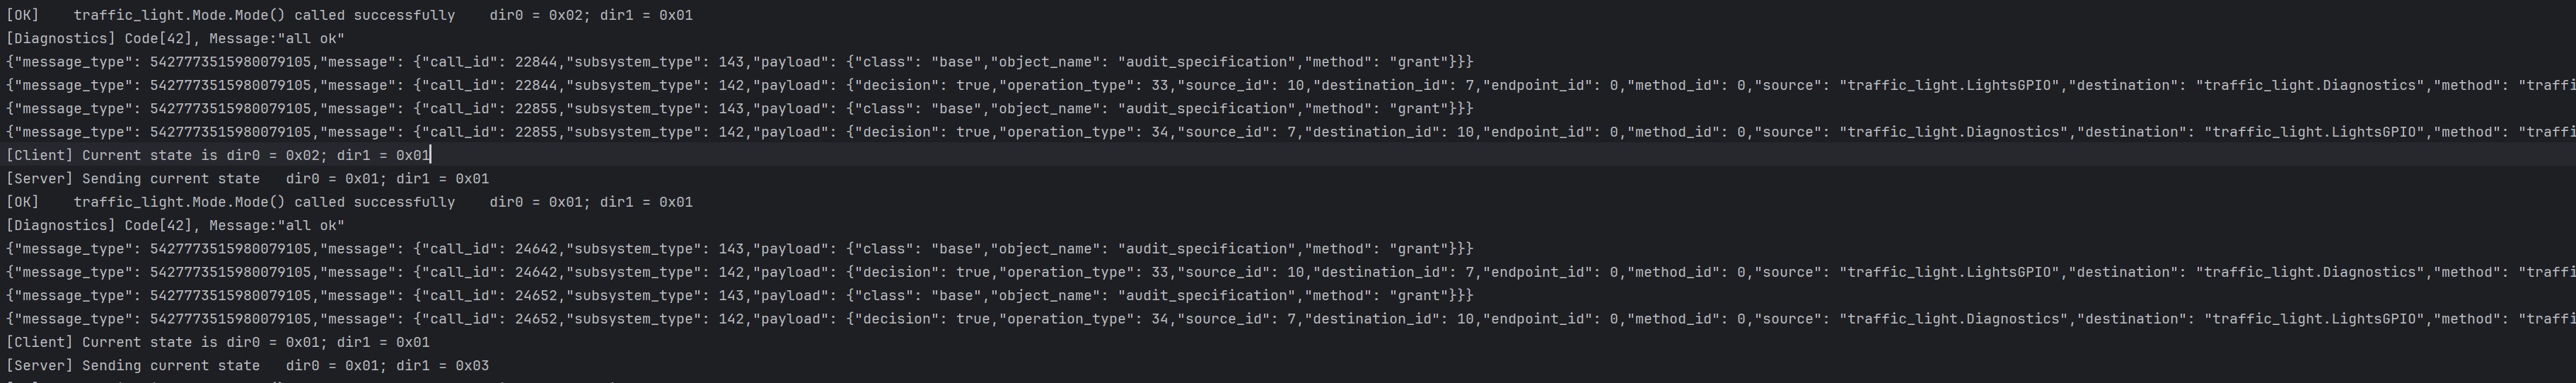 [OK]    traffic_light.Mode.Mode() called successfully    dir0 = 0x02; dir1 = 0x01
[Diagnostics] Code[42], Message:"all ok"
{"message_type": 5427773515980079105,"message": {"call_id": 22844,"subsystem_type": 143,"payload": {"class": "base","object_name": "audit_specification","method": "grant"}}}
{"message_type": 5427773515980079105,"message": {"call_id": 22844,"subsystem_type": 142,"payload": {"decision": true,"operation_type": 33,"source_id": 10,"destination_id": 7,"endpoint_id": 0,"method_id": 0,"source": "traffic_light.LightsGPIO","destination": "traffic_light.Diagnostics","method": "traffi
{"message_type": 5427773515980079105,"message": {"call_id": 22855,"subsystem_type": 143,"payload": {"class": "base","object_name": "audit_specification","method": "grant"}}}
{"message_type": 5427773515980079105,"message": {"call_id": 22855,"subsystem_type": 142,"payload": {"decision": true,"operation_type": 34,"source_id": 7,"destination_id": 10,"endpoint_id": 0,"method_id": 0,"source": "traffic_light.Diagnostics","destination": "traffic_light.LightsGPIO","method": "traffi
[Client] Current state is dir0 = 0x02; dir1 = 0x01
[Server] Sending current state   dir0 = 0x01; dir1 = 0x01
[OK]    traffic_light.Mode.Mode() called successfully    dir0 = 0x01; dir1 = 0x01
[Diagnostics] Code[42], Message:"all ok"
{"message_type": 5427773515980079105,"message": {"call_id": 24642,"subsystem_type": 143,"payload": {"class": "base","object_name": "audit_specification","method": "grant"}}}
{"message_type": 5427773515980079105,"message": {"call_id": 24642,"subsystem_type": 142,"payload": {"decision": true,"operation_type": 33,"source_id": 10,"destination_id": 7,"endpoint_id": 0,"method_id": 0,"source": "traffic_light.LightsGPIO","destination": "traffic_light.Diagnostics","method": "traffi
{"message_type": 5427773515980079105,"message": {"call_id": 24652,"subsystem_type": 143,"payload": {"class": "base","object_name": "audit_specification","method": "grant"}}}
{"message_type": 5427773515980079105,"message": {"call_id": 24652,"subsystem_type": 142,"payload": {"decision": true,"operation_type": 34,"source_id": 7,"destination_id": 10,"endpoint_id": 0,"method_id": 0,"source": "traffic_light.Diagnostics","destination": "traffic_light.LightsGPIO","method": "traffi
[Client] Current state is dir0 = 0x01; dir1 = 0x01
[Server] Sending current state   dir0 = 0x01; dir1 = 0x03